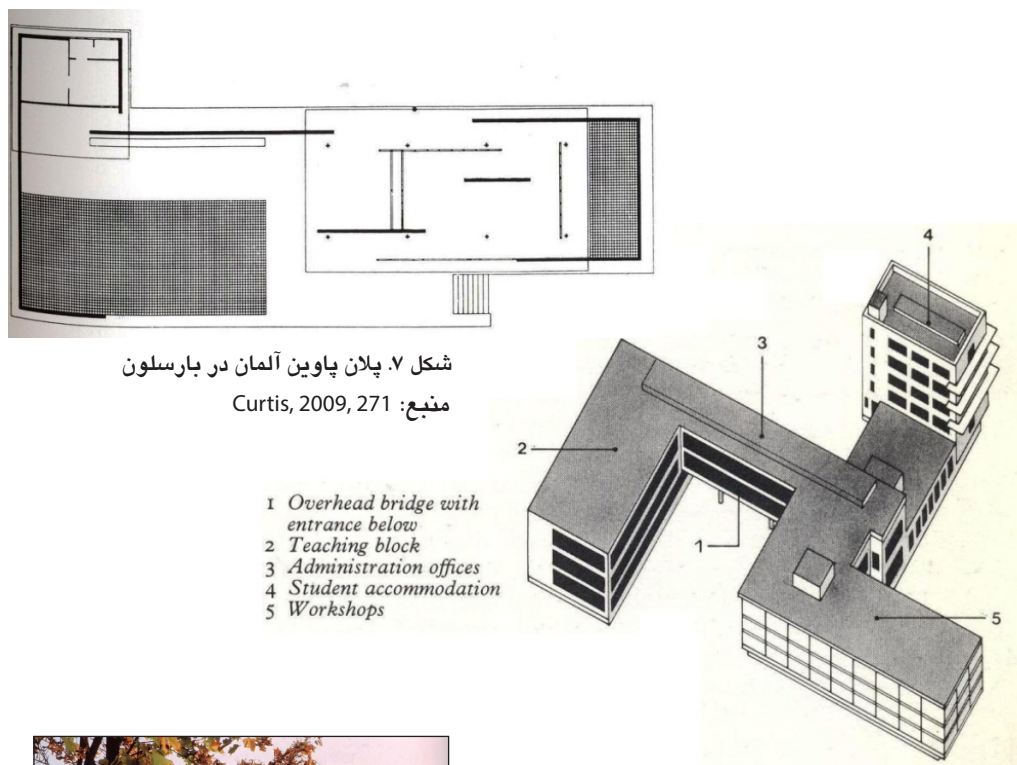 شکل ۷. پلان پاوین آلمان در بارسلون
منبع: Curtis, 2009, 271
1 Overhead bridge with
entrance below
2 Teaching block
3 Administration offices
4 Student accommodation
5 Workshops
4
3
2
1
5